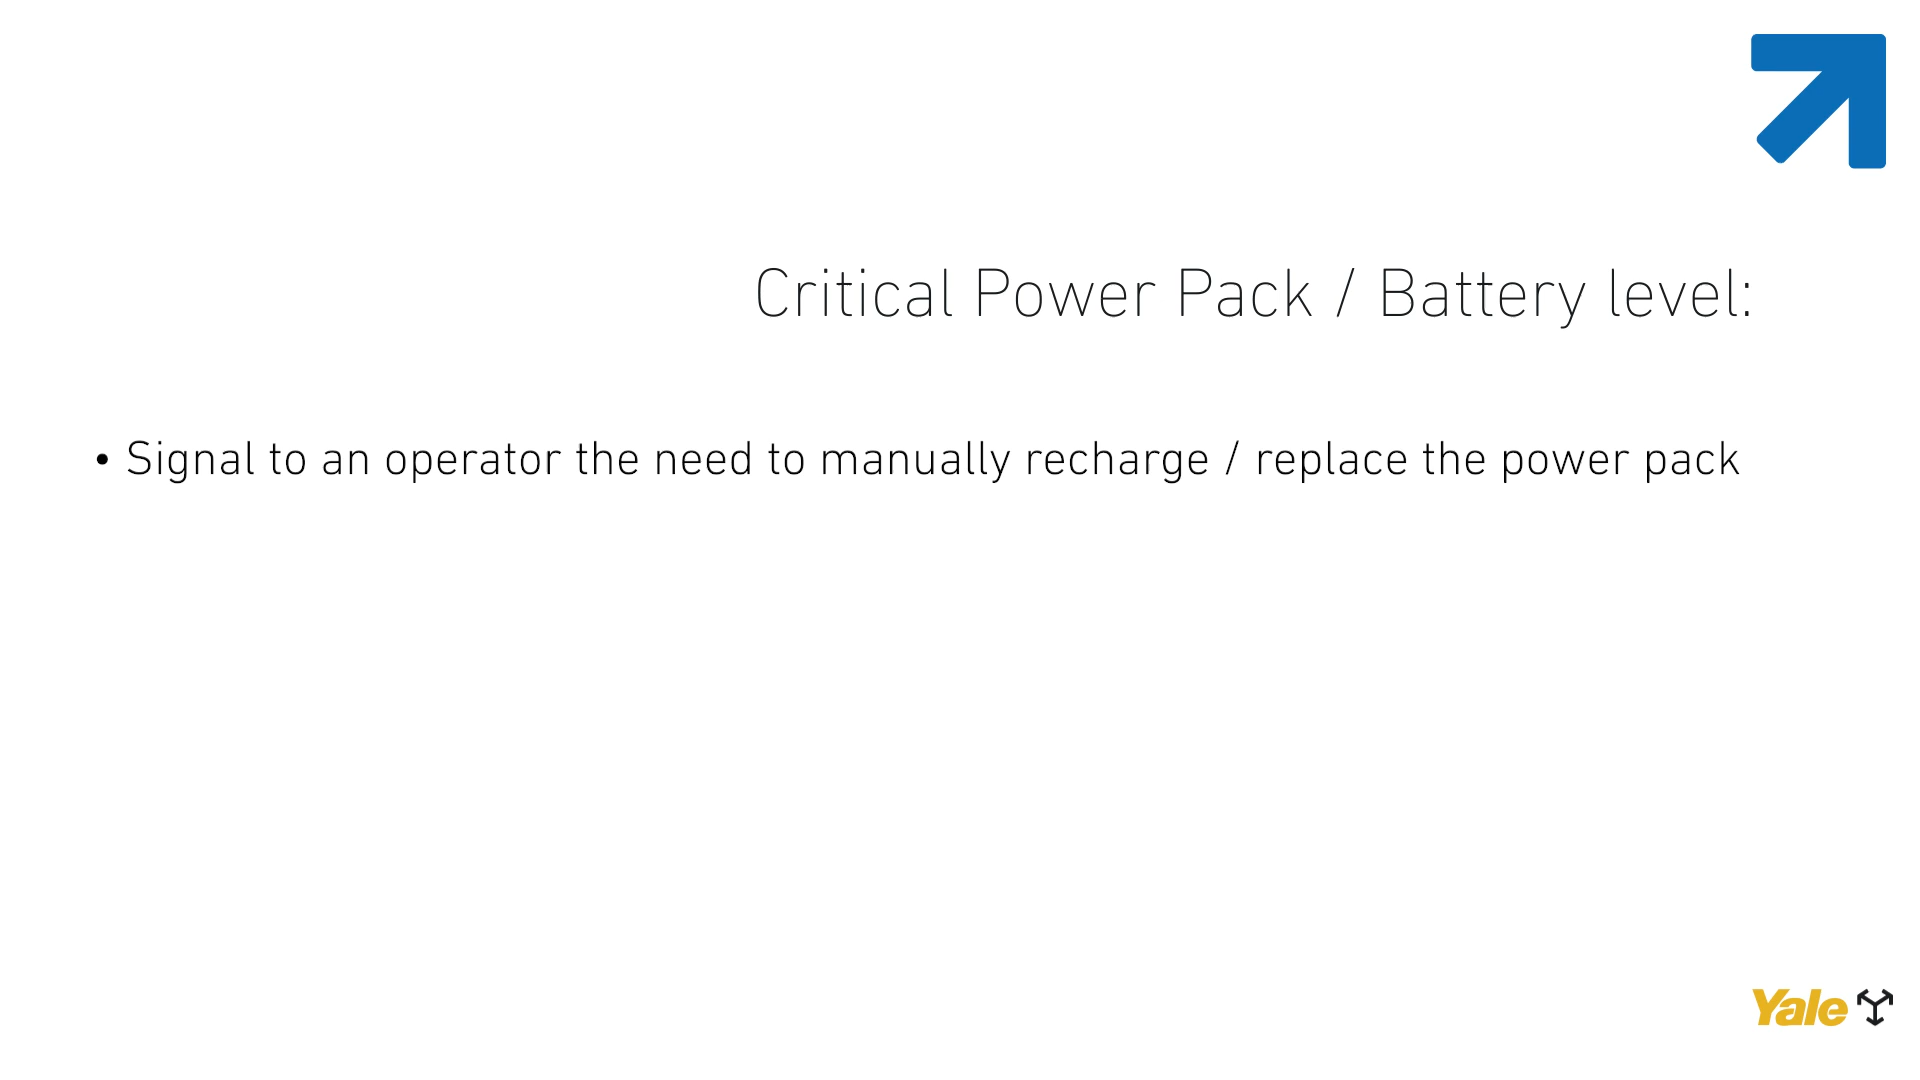 Critical Power Pack / Battery level:
• Signal to an operator the need to manually recharge / replace the power pack
Yale